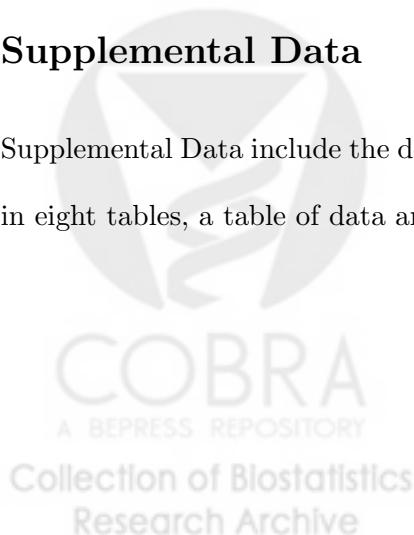 Supplemental Data
Supplemental Data include the
in eight tables, a table of data
COBRA
A BEPRESS REPOSITORY
Collection of Biostatistics
Research Archive